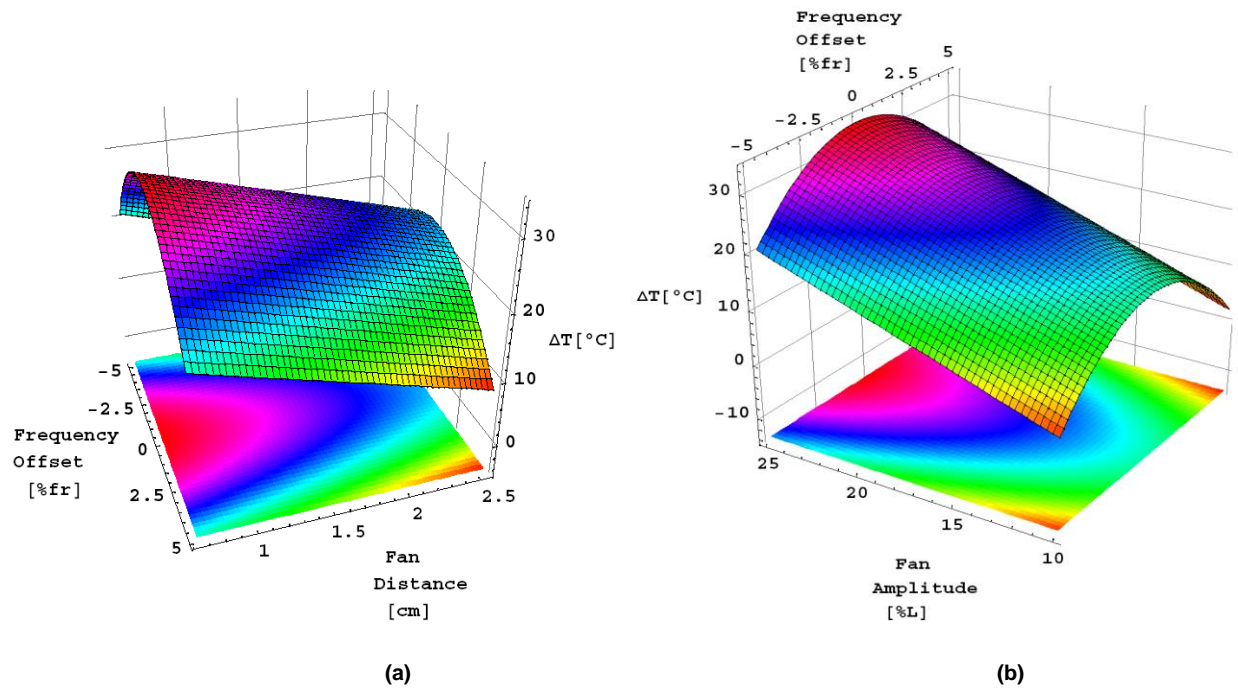 Frequency
Offset
[%fr]
-5
-2.5
0
2.5
5
1
1.5
2
2.5
Fan
Distance
[cm]
30
20
ΔT[°C]
10
0
(a)
Frequency
Offset
[%fr]
-5
-2.5
0
2.5
5
30
20
ΔT[°C]
10
0
-10
25
20
15
10
Fan
Amplitude
[%L]
(b)